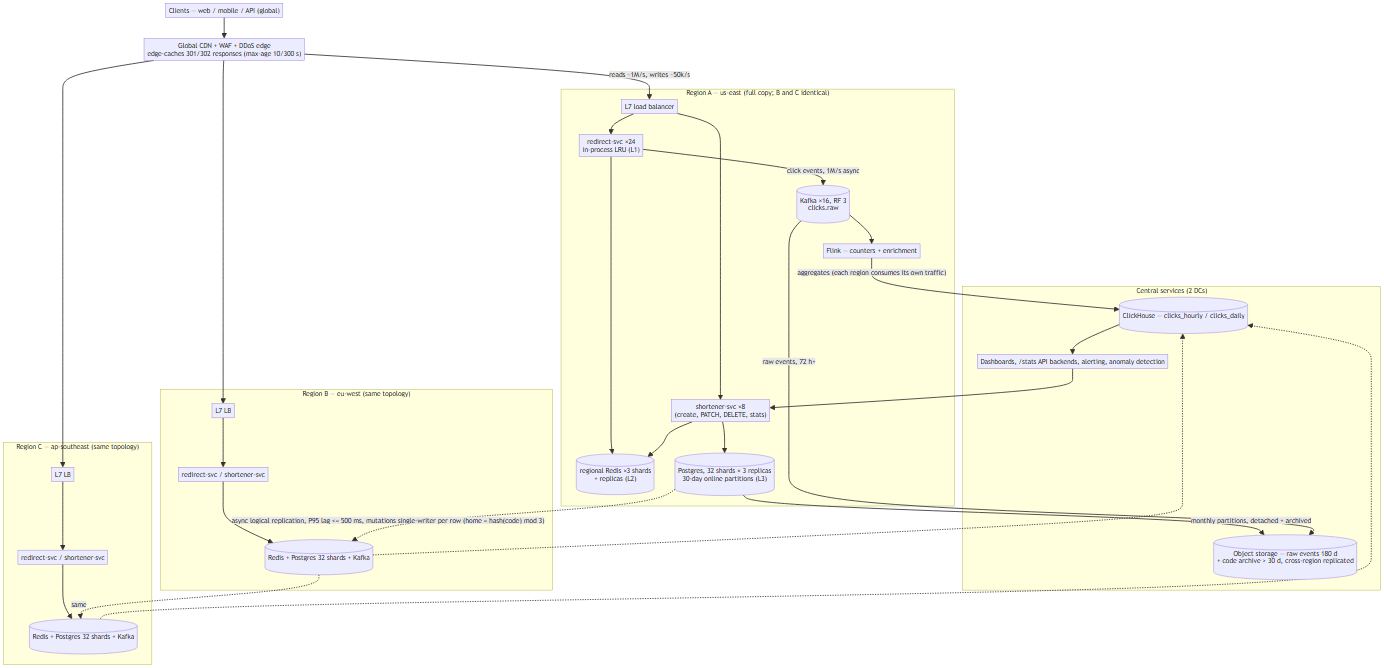 Clients – web / mobile / API (global)
Global CDN + WAF + DDoS edge
edge-caches 301/302 responses (max-age 10/300 s)
reads ~1M/s, writes ~50k/s
Region A – us-east (full copy; B and C identical)
L7 load balancer
redirect-svc ×24
in-process LRU (L1)
click events, 1M/s async
Kafka ×16, RF 3
clicks.raw
Flink – counters + enrichment
aggregates (each region consumes its own traffic)
Central services (2 DCs)
ClickHouse – clicks_hourly / clicks_daily
Dashboards, /stats API backends, alerting, anomaly detection
raw events, 72 h+
Region B – eu-west (same topology)
L7 LB
shortener-svc ×8
(create, PATCH, DELETE, stats)
Region C – ap-southeast (same topology)
L7 LB
redirect-svc / shortener-svc
regional Redis ×3 shards
+ replicas (L2)
Postgres, 32 shards × 3 replicas
30-day online partitions (L3)
async logical replication, P95 lag <= 500 ms, mutations single-writer per row (home = hash(code) mod 3)
monthly partitions, detached + archived
redirect-svc / shortener-svc
Redis + Postgres 32 shards + Kafka
Object storage – raw events 180 d
+ code archive > 30 d, cross-region replicated
same
Redis + Postgres 32 shards + Kafka